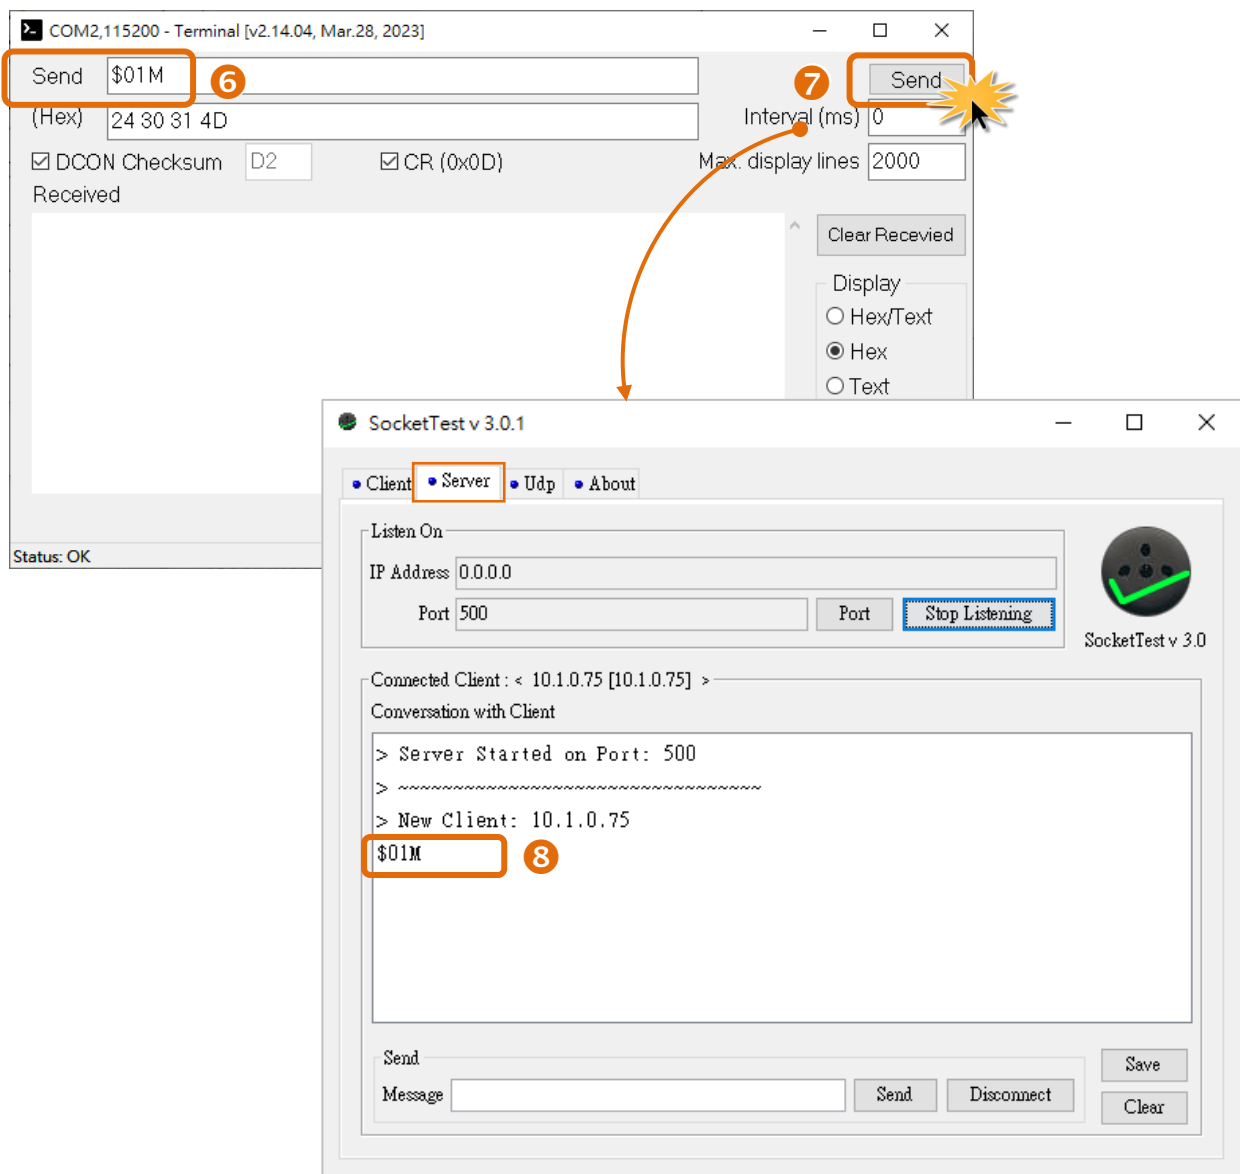 COM2,115200 - Terminal [v2.14.04, Mar.28, 2023]
Send $01M 6 7 Send
(Hex) 24 30 31 4D Interval (ms) 0
DCON Checksum D2 CR (0x0D) Max. display lines 2000
Received
Clear Recevied
Display
Hex/Text
Hex
Text
Status: OK
SocketTest v 3.0.1
Client Server Udp About
Listen On
IP Address 0.0.0.0
Port 500 Port Stop Listening
SocketTest v 3.0
Connected Client : < 10.1.0.75 [10.1.0.75] >
Conversation with Client
> Server Started on Port: 500
> ~~~~~~~~~~~~~~~~~~~~~~~~~~~~~~~~~
> New Client: 10.1.0.75
$01M 8
Send
Message Send Disconnect
Save
Clear